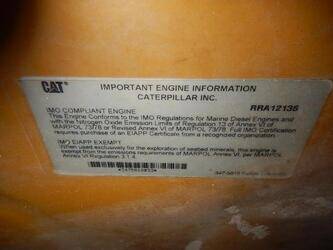 CAT
IMPORTANT ENGINE INFORMATION
CATERPILLAR INC.
RRA12135
IMO COMPLIANT ENGINE
This Engine Conforms to the IMO Regulations for Marine Diesel Engines and
with the Nitrogen Oxide Emission Limits of Regulation 13 of Annex VI of
MARPOL 73/78 or Revised Annex VI of MARPOL 73/78. Full IMO Certification
requires purchase of an EIAPP Certificate from a recognized organization.
IMO EIAPP EXEMPT
When used exclusively for the exploration of seabed minerals, this engine is
exempt from the emissions requirements of MARPOL Annex VI, per MARPOL
Annex VI Regulation 3.1.4.